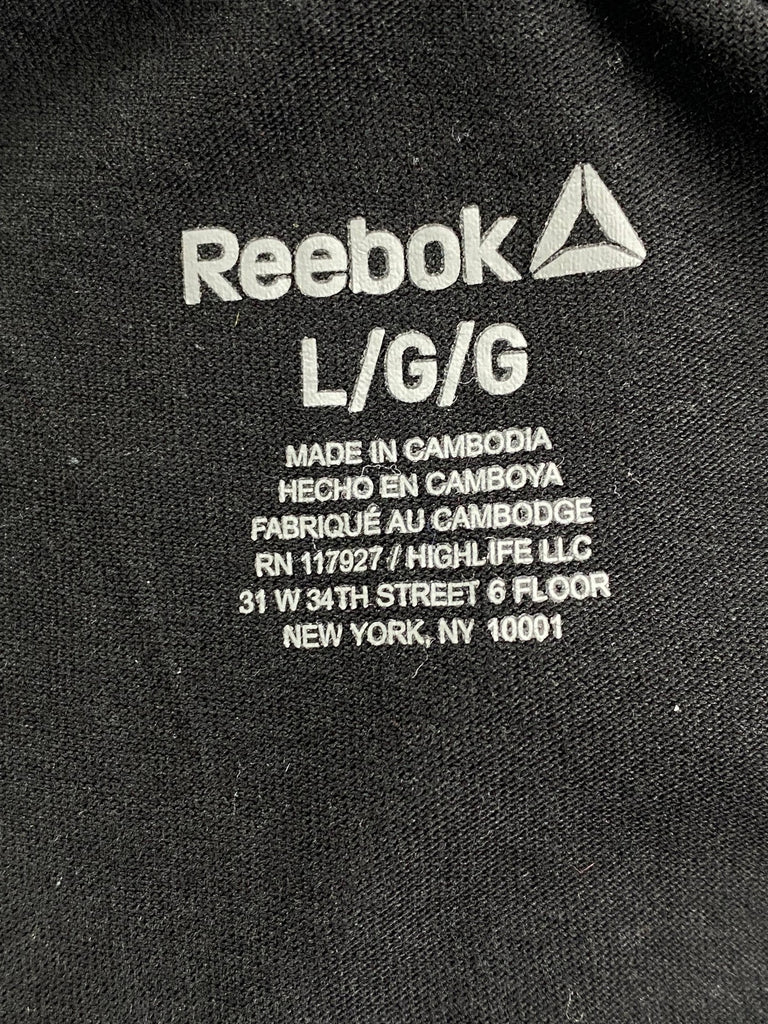 Reebok
L/G/G
MADE IN CAMBODIA
HECHO EN CAMBOYA
FABRIQUÉ AU CAMBODGE
RN 117927 / HIGHLIFE LLC
31 W 34TH STREET 6 FLOOR
NEW YORK, NY 10001